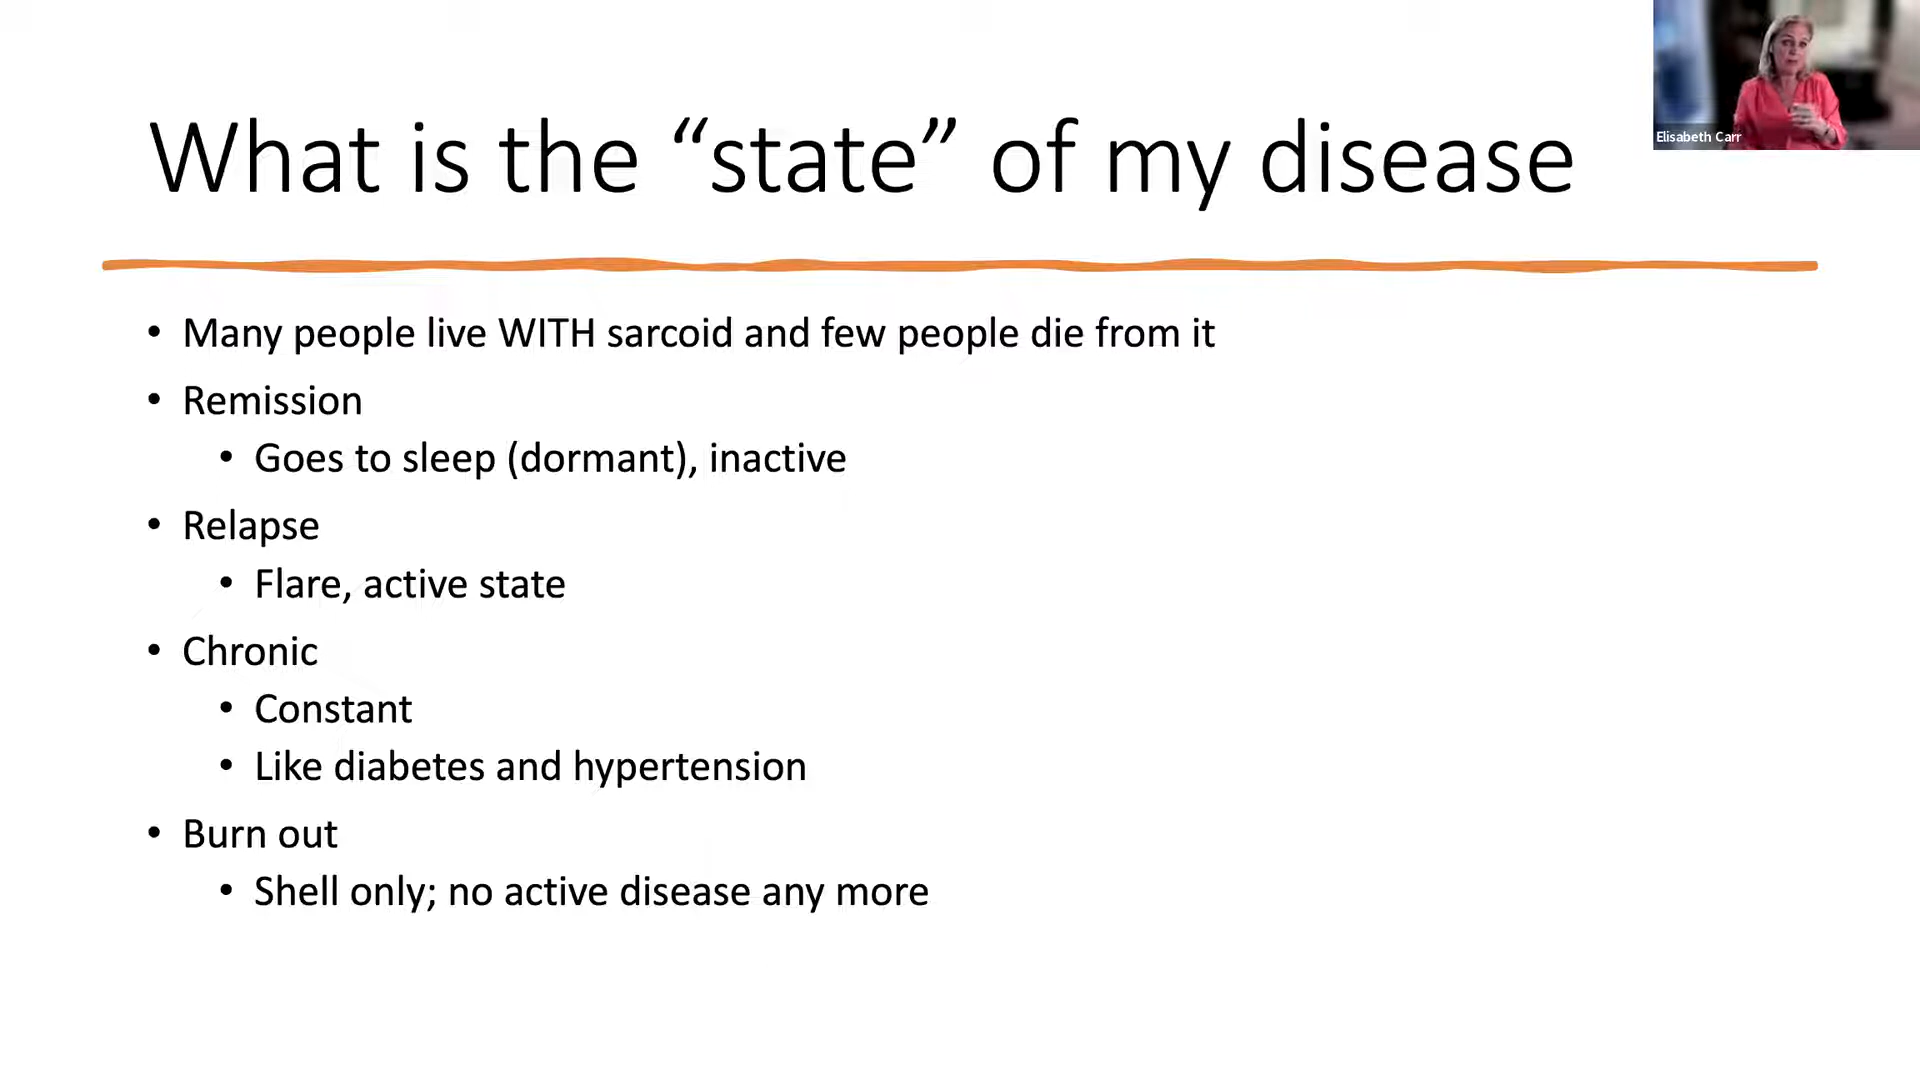 What is the “state” of my disease
Elisabeth Carr
• Many people live WITH sarcoid and few people die from it
• Remission
• Goes to sleep (dormant), inactive
• Relapse
• Flare, active state
• Chronic
• Constant
• Like diabetes and hypertension
• Burn out
• Shell only; no active disease any more